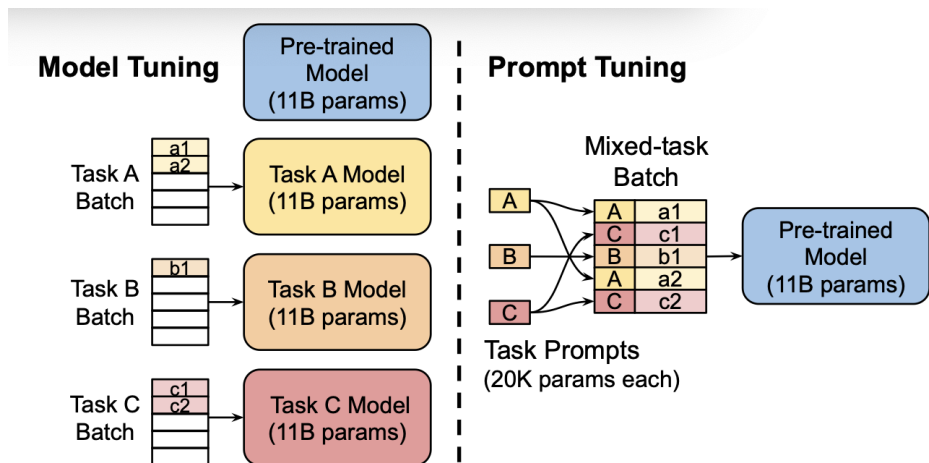 Model Tuning
Pre-trained
Model
(11B params)
Task A
Batch
a1
a2
Task A Model
(11B params)
Task B
Batch
b1
Task B Model
(11B params)
Task C
Batch
c1
c2
Task C Model
(11B params)
Prompt Tuning
Mixed-task
Batch
A
B
C
A a1
C c1
B b1
A a2
C c2
Task Prompts
(20K params each)
Pre-trained
Model
(11B params)